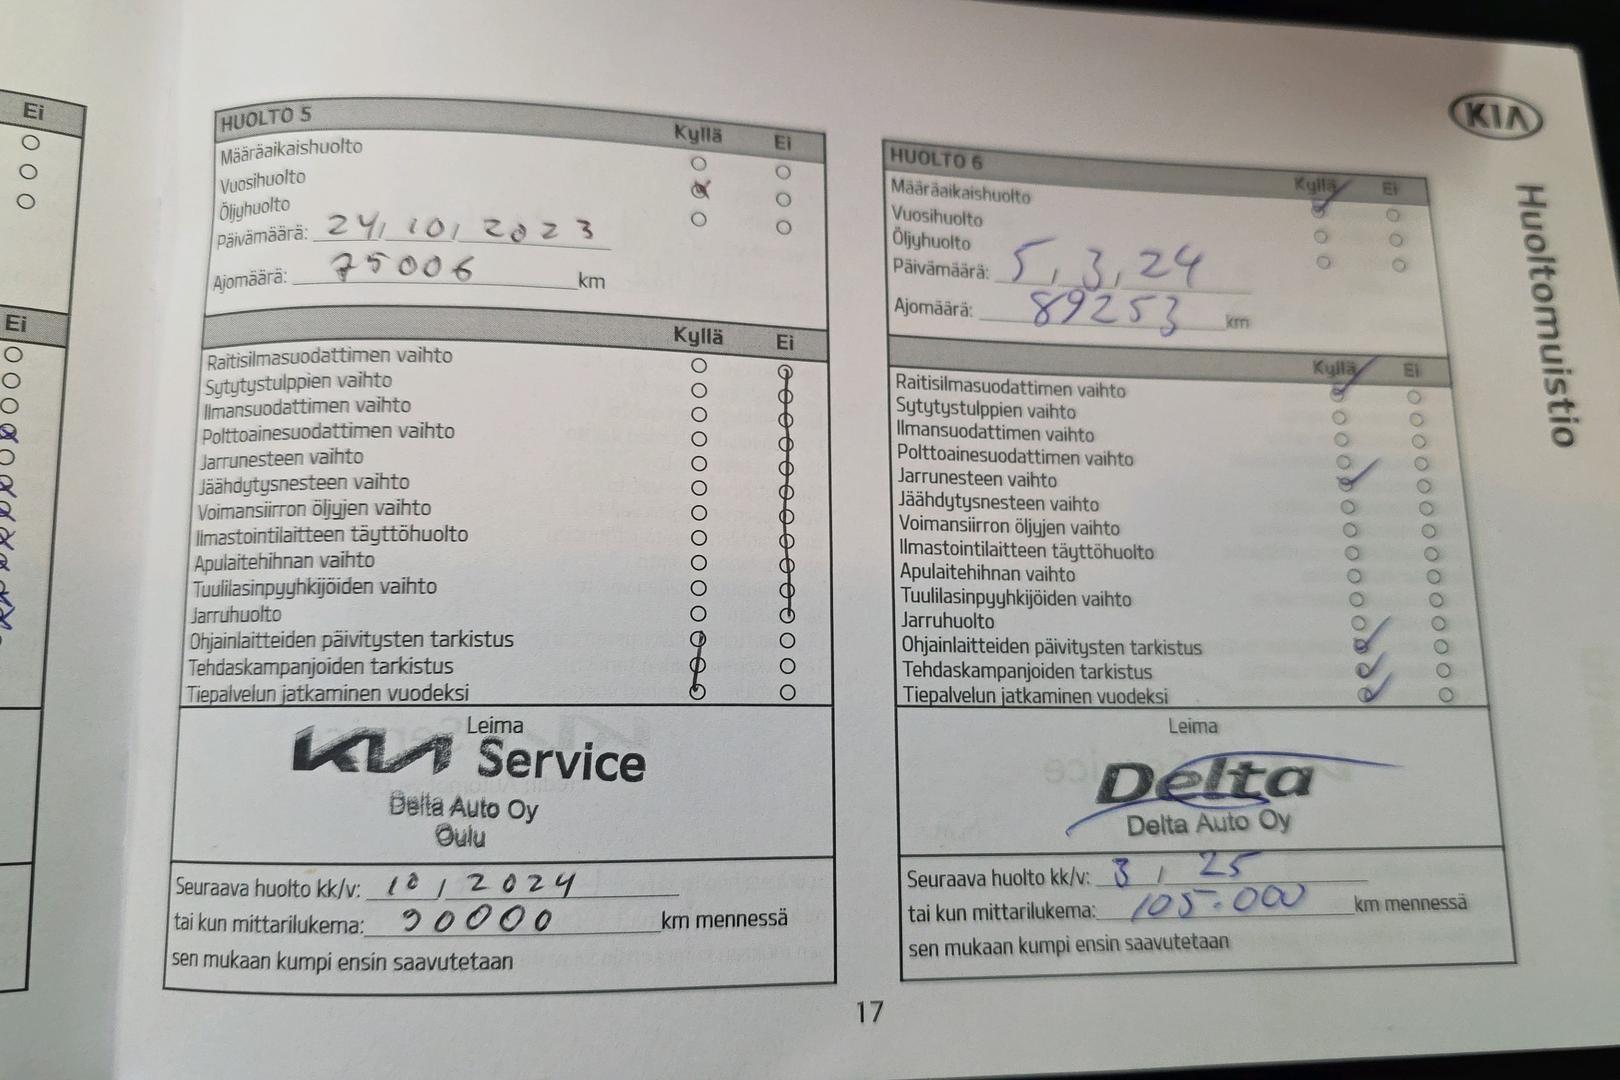 Ei
Ei
HUOLTO 5
Kyllä Ei
Määräaikaishuolto
Vuosihuolto
Öljyhuolto
Päivämäärä: 24, 10, 2023
Ajomäärä: 75006 km
Kyllä Ei
Raitisilmasuodattimen vaihto
Sytytystulppien vaihto
Ilmansuodattimen vaihto
Polttoainesuodattimen vaihto
Jarrunesteen vaihto
Jäähdytysnesteen vaihto
Voimansiirron öljyjen vaihto
Ilmastointilaitteen täyttöhuolto
Apulaitehihnan vaihto
Tuulilasinpyyhkijöiden vaihto
Jarruhuolto
Ohjainlaitteiden päivitysten tarkistus
Tehdaskampanjoiden tarkistus
Tiepalvelun jatkaminen vuodeksi
Leima
KIA Service
Delta Auto Oy
Oulu
Seuraava huolto kk/v: 10 / 2024
tai kun mittarilukema: 90000 km mennessä
sen mukaan kumpi ensin saavutetaan
KIA
Huoltomuistio
HUOLTO 6
Kyllä Ei
Määräaikaishuolto
Vuosihuolto
Öljyhuolto
Päivämäärä: 5, 3, 24
Ajomäärä: 89253 km
Kyllä Ei
Raitisilmasuodattimen vaihto
Sytytystulppien vaihto
Ilmansuodattimen vaihto
Polttoainesuodattimen vaihto
Jarrunesteen vaihto
Jäähdytysnesteen vaihto
Voimansiirron öljyjen vaihto
Ilmastointilaitteen täyttöhuolto
Apulaitehihnan vaihto
Tuulilasinpyyhkijöiden vaihto
Jarruhuolto
Ohjainlaitteiden päivitysten tarkistus
Tehdaskampanjoiden tarkistus
Tiepalvelun jatkaminen vuodeksi
Leima
Delta
Delta Auto Oy
Seuraava huolto kk/v: 3 / 25
tai kun mittarilukema: 105.000 km mennessä
sen mukaan kumpi ensin saavutetaan
17